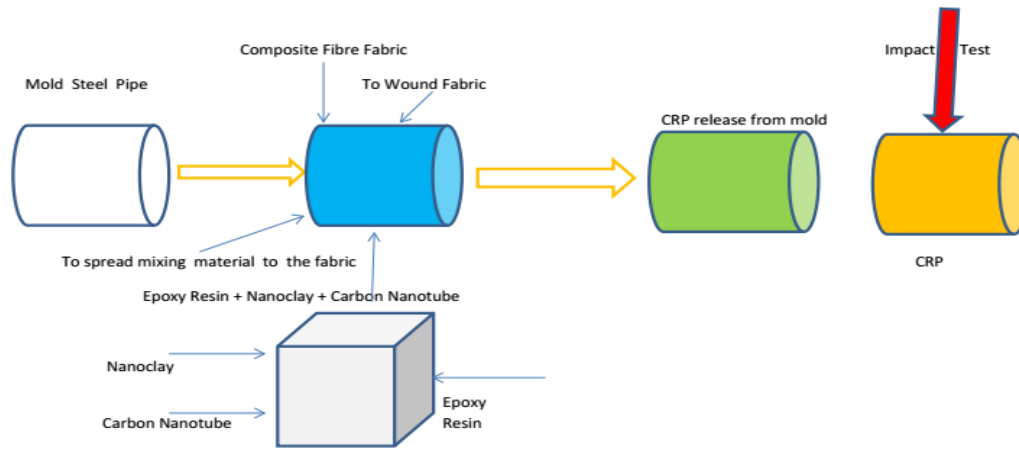 Composite Fibre Fabric
Impact Test
Mold Steel Pipe
To Wound Fabric
CRP release from mold
To spread mixing material to the fabric
CRP
Epoxy Resin + Nanoclay + Carbon Nanotube
Nanoclay
Carbon Nanotube
Epoxy
Resin